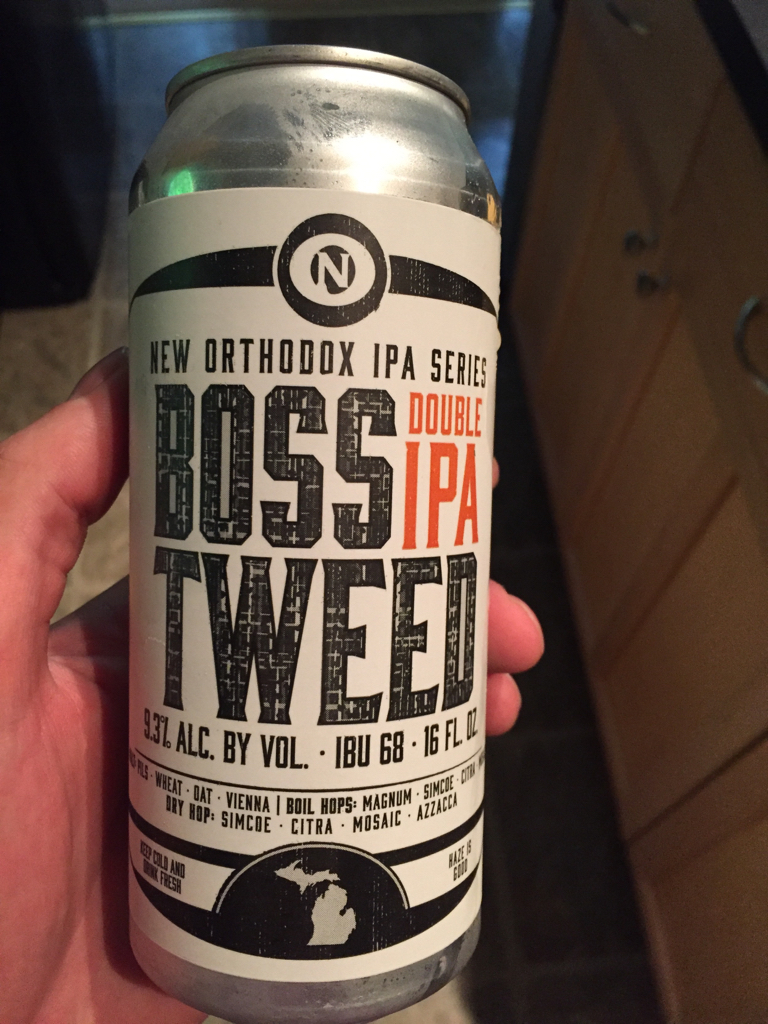 N
NEW ORTHODOX IPA SERIES
BOSS
DOUBLE
IPA
TWEED
9.3% ALC. BY VOL. · IBU 68 · 16 FL. OZ.
PILS · WHEAT · OAT · VIENNA | BOIL HOPS: MAGNUM · SIMCOE · CITRA
DRY HOP: SIMCOE · CITRA · MOSAIC · AZZACCA
KEEP COLD AND
DRINK FRESH
HAZE IS
GOOD